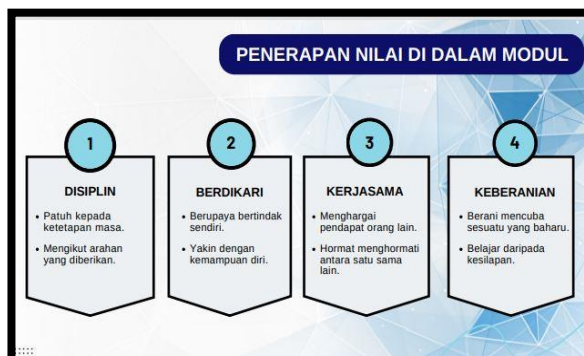 PENERAPAN NILAI DI DALAM MODUL
1
DISIPLIN
• Patuh kepada
ketetapan masa.
• Mengikut arahan
yang diberikan.
2
BERDIKARI
• Berupaya bertindak
sendiri.
• Yakin dengan
kemampuan diri.
3
KERJASAMA
• Menghargai
pendapat orang lain.
• Hormat menghormati
antara satu sama
lain.
4
KEBERANIAN
• Berani mencuba
sesuatu yang baharu.
• Belajar daripada
kesilapan.